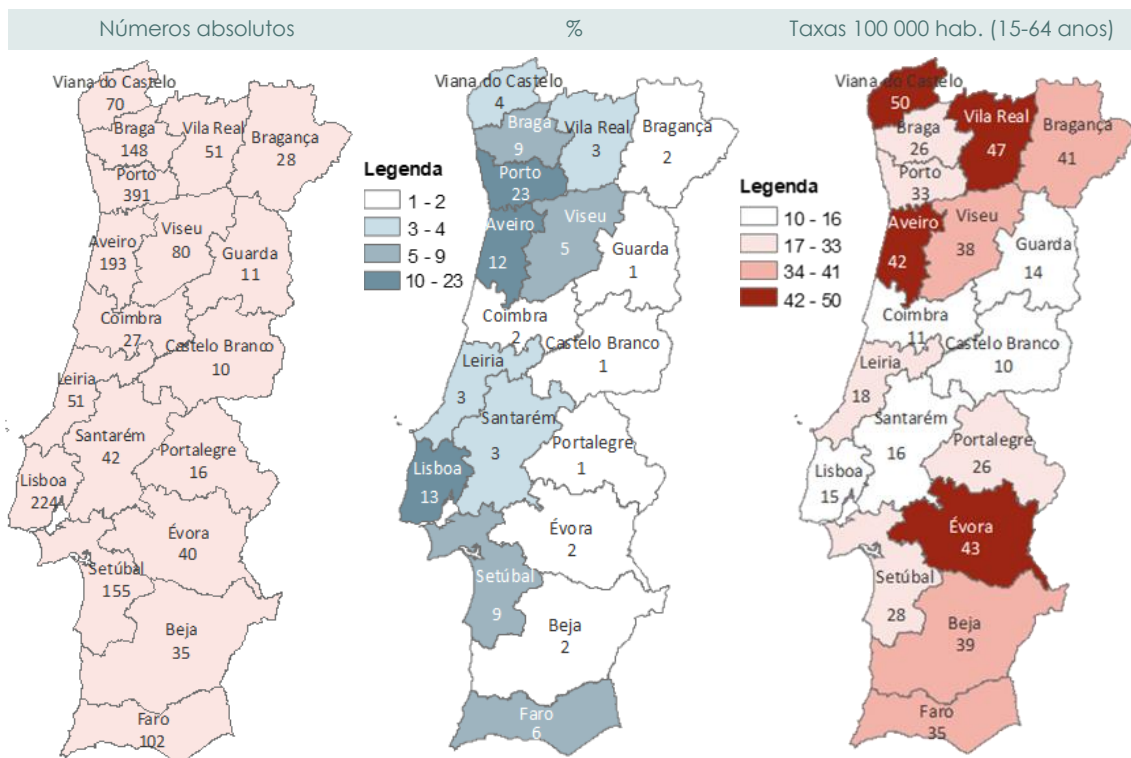 Números absolutos
%
Taxas 100 000 hab. (15-64 anos)
Viana do Castelo
70
Braga
148
Vila Real
51
Bragança
28
Porto
391
Aveiro
193
Viseu
80
Guarda
11
Coimbra
27
Castelo Branco
10
Leiria
51
Santarém
42
Portalegre
16
Lisboa
224
Évora
40
Setúbal
155
Beja
35
Faro
102
Legenda
1 - 2
3 - 4
5 - 9
10 - 23
Viana do Castelo
4
Braga
9
Vila Real
3
Bragança
2
Porto
23
Aveiro
12
Viseu
5
Guarda
1
Coimbra
2
Castelo Branco
1
Leiria
3
Santarém
3
Portalegre
1
Lisboa
13
Évora
2
Setúbal
9
Beja
2
Faro
6
Legenda
10 - 16
17 - 33
34 - 41
42 - 50
Viana do Castelo
50
Braga
26
Vila Real
47
Bragança
41
Porto
33
Aveiro
42
Viseu
38
Guarda
14
Coimbra
11
Castelo Branco
10
Leiria
18
Santarém
16
Portalegre
26
Lisboa
15
Évora
43
Setúbal
28
Beja
39
Faro
35